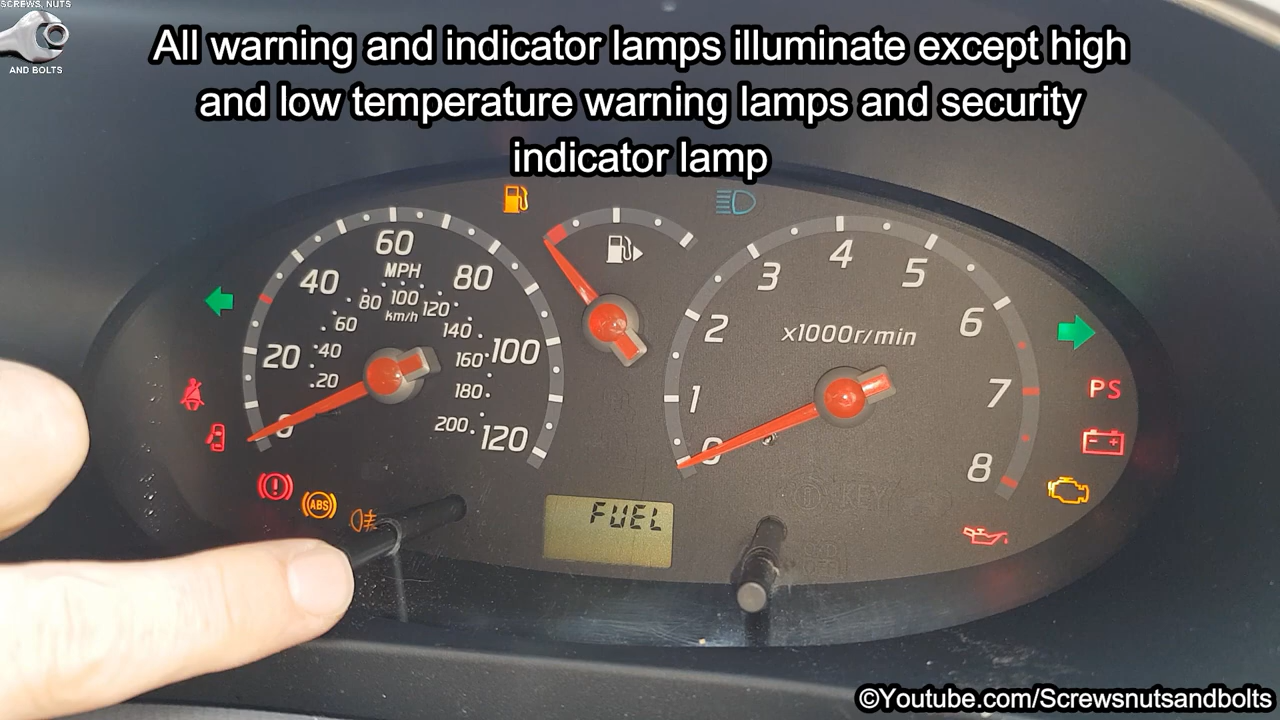 SCREWS, NUTS
AND BOLTS
All warning and indicator lamps illuminate except high
and low temperature warning lamps and security
indicator lamp
60
MPH
40
80
80 100 120
km/h
60
140
20
40
160
100
20
180
0
200
120
4
3
5
2
x1000r/min
6
1
7
0
8
PS
ABS
FUEL
KEY
©Youtube.com/Screwsnutsandbolts